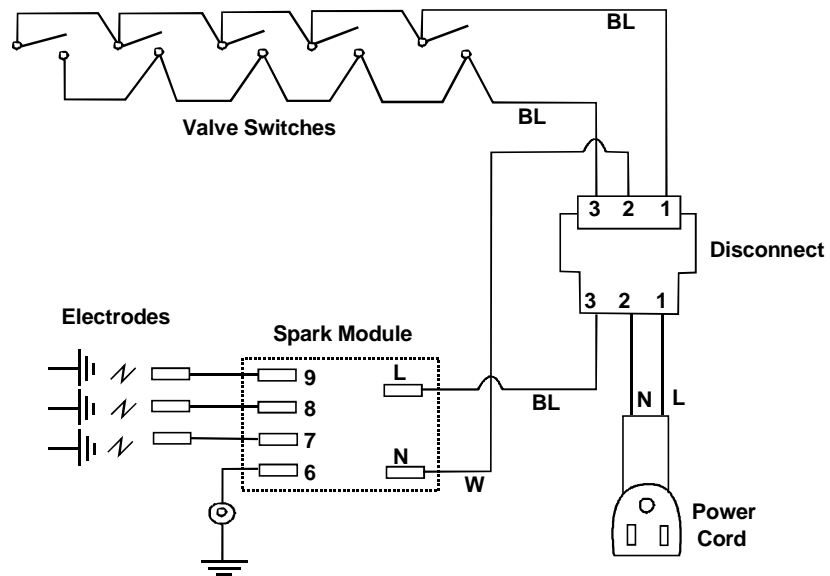 BL
BL
Valve Switches
3 2 1
Disconnect
3 2 1
Electrodes
Spark Module
9
L
8
BL
N
L
7
N
6
W
Power
Cord